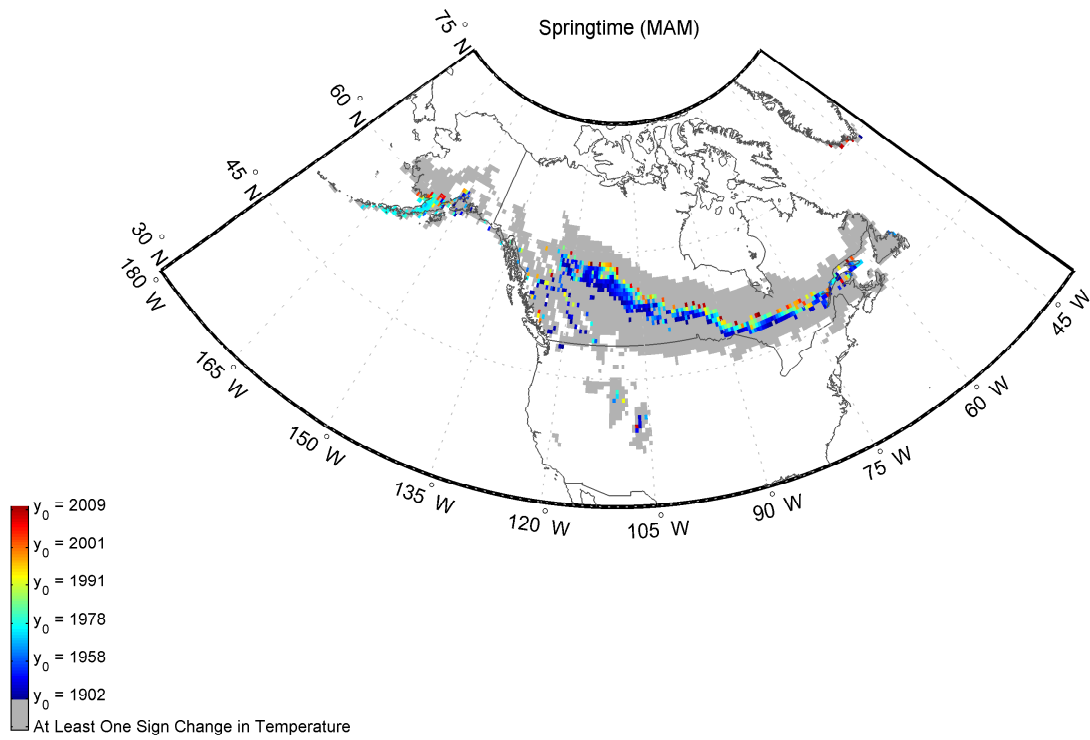 Springtime (MAM)
75° N
60° N
45° N
30° N
180° W
165° W
150° W
135° W
120° W
105° W
90° W
75° W
60° W
45° W
y₀ = 2009
y₀ = 2001
y₀ = 1991
y₀ = 1978
y₀ = 1958
y₀ = 1902
At Least One Sign Change in Temperature